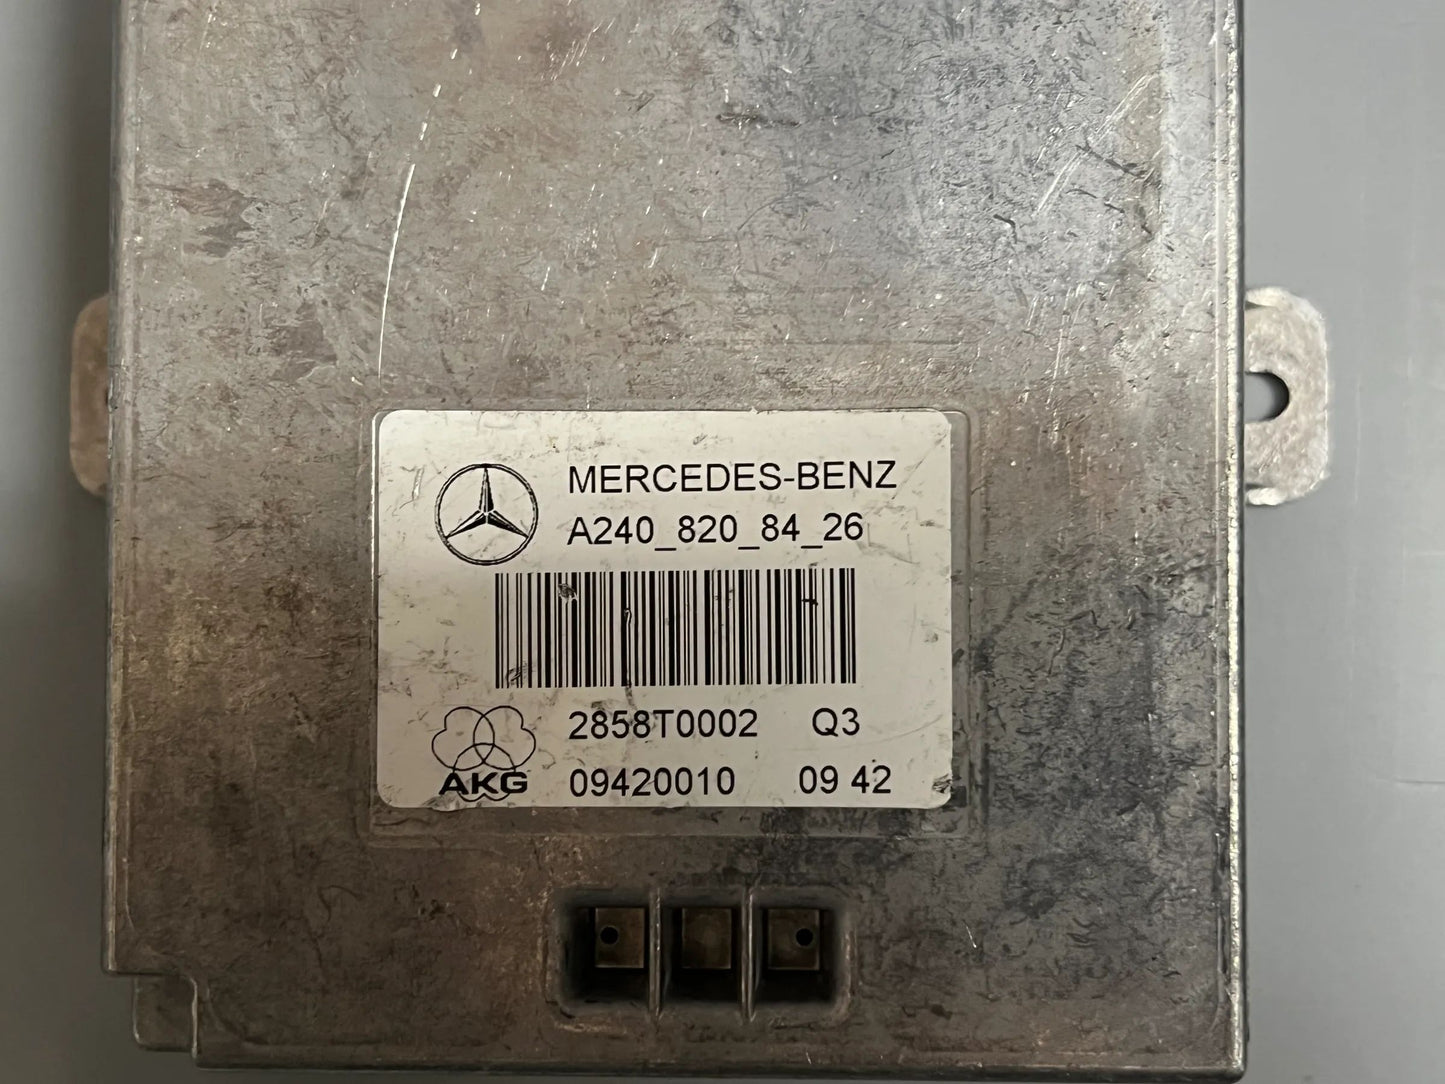 MERCEDES-BENZ
A240_820_84_26
2858T0002 Q3
AKG 09420010 09 42